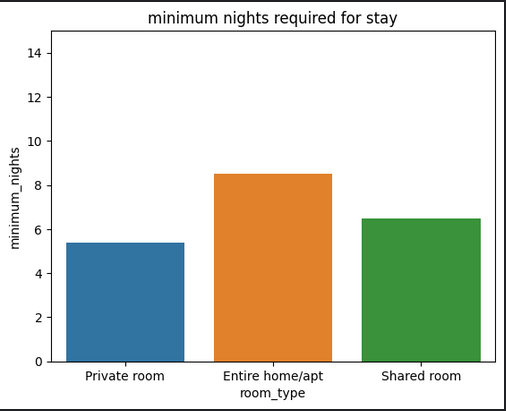 minimum nights required for stay
14
12
10
8
6
4
2
0
minimum_nights
Private room
Entire home/apt
Shared room
room_type